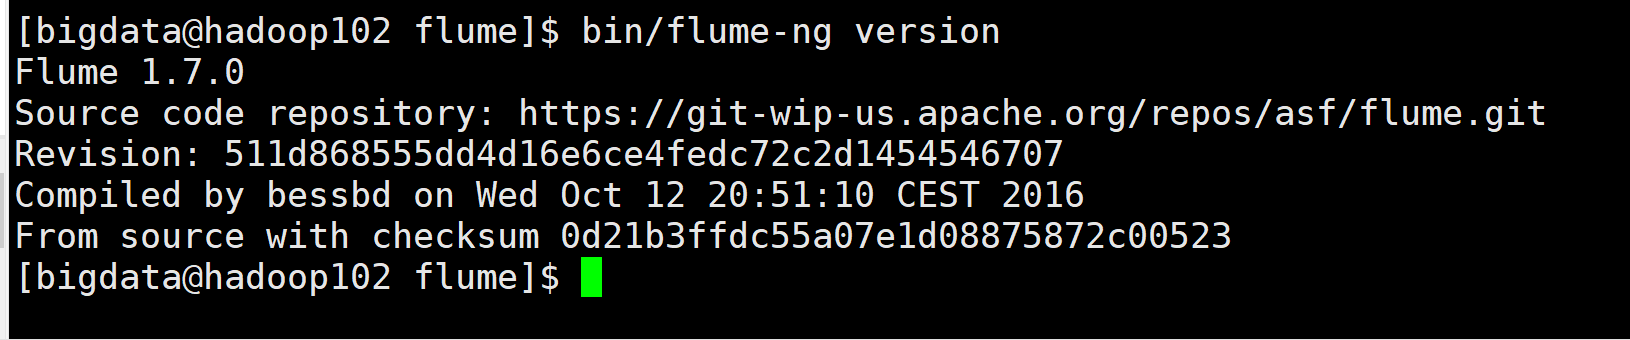 [bigdata@hadoop102 flume]$ bin/flume-ng version
Flume 1.7.0
Source code repository: https://git-wip-us.apache.org/repos/asf/flume.git
Revision: 511d868555dd4d16e6ce4fedc72c2d1454546707
Compiled by bessbd on Wed Oct 12 20:51:10 CEST 2016
From source with checksum 0d21b3ffdc55a07e1d08875872c00523
[bigdata@hadoop102 flume]$